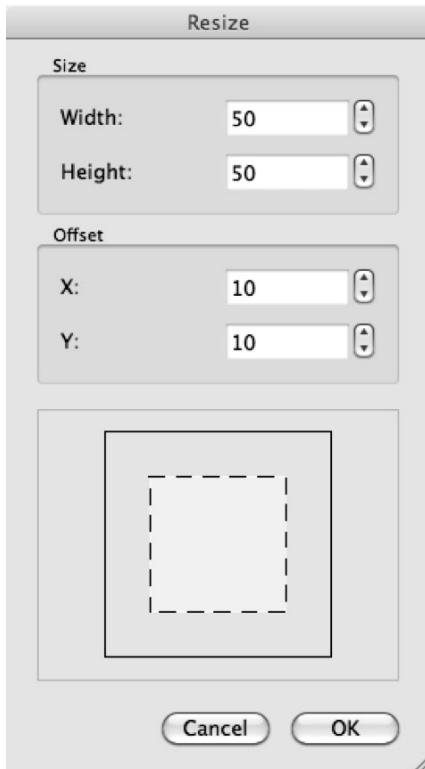 Resize
Size
Width: 50
Height: 50
Offset
X: 10
Y: 10
Cancel OK